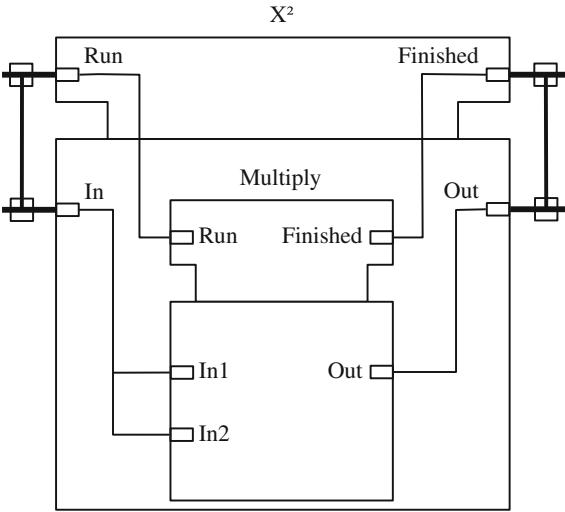 X²
Run Finished
In Out
Multiply
Run Finished
In1 Out
In2